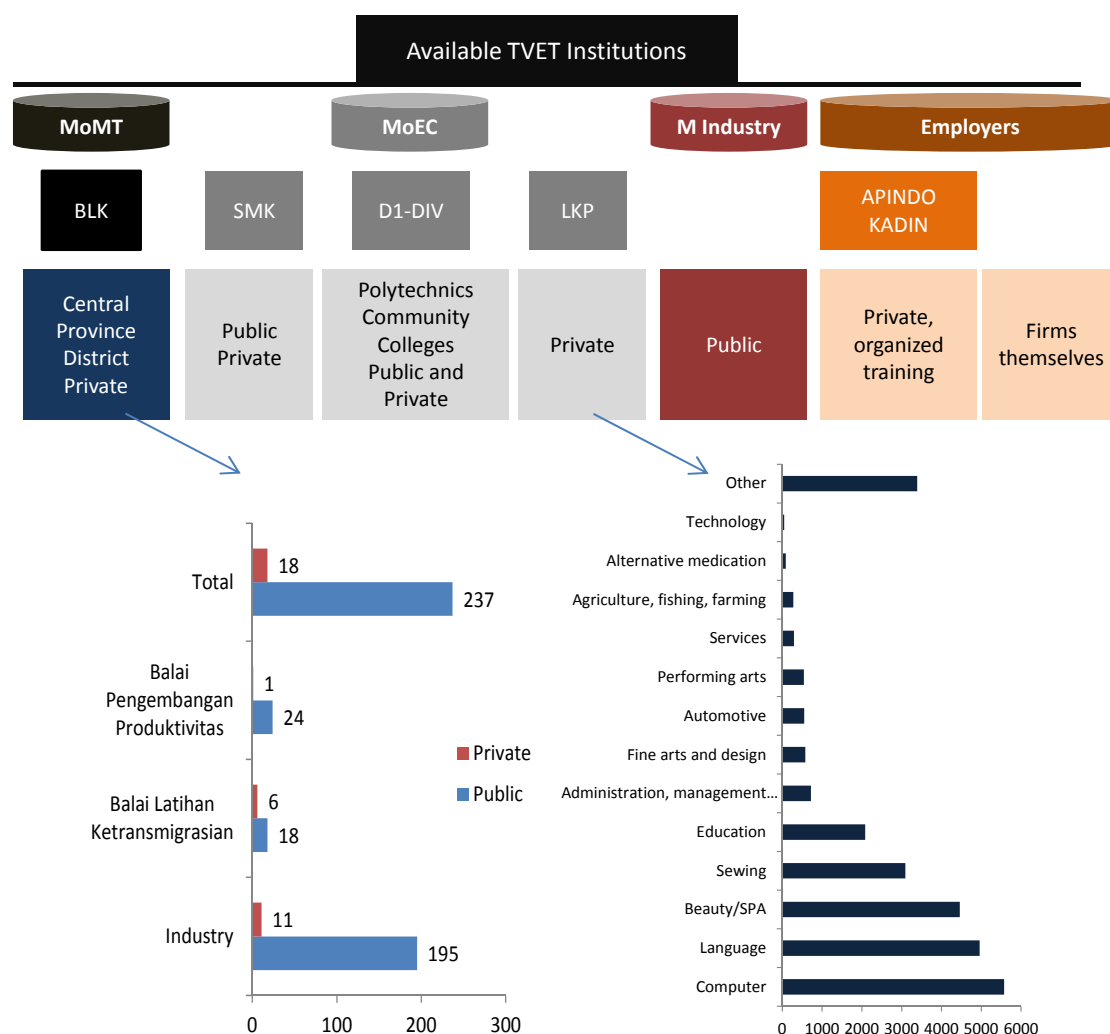 Available TVET Institutions
MoMT
MoEC
M Industry
Employers
BLK
SMK
D1-DIV
LKP
APINDO
KADIN
Central
Province
District
Private
Public
Private
Polytechnics
Community
Colleges
Public and
Private
Private
Public
Private,
organized
training
Firms
themselves
Total
18
237
Balai
Pengembangan
Produktivitas
1
24
Balai Latihan
Ketransmigrasian
6
18
Industry
11
195
0 100 200 300
Private
Public
Other
Technology
Alternative medication
Agriculture, fishing, farming
Services
Performing arts
Automotive
Fine arts and design
Administration, management…
Education
Sewing
Beauty/SPA
Language
Computer
0 1000 2000 3000 4000 5000 6000